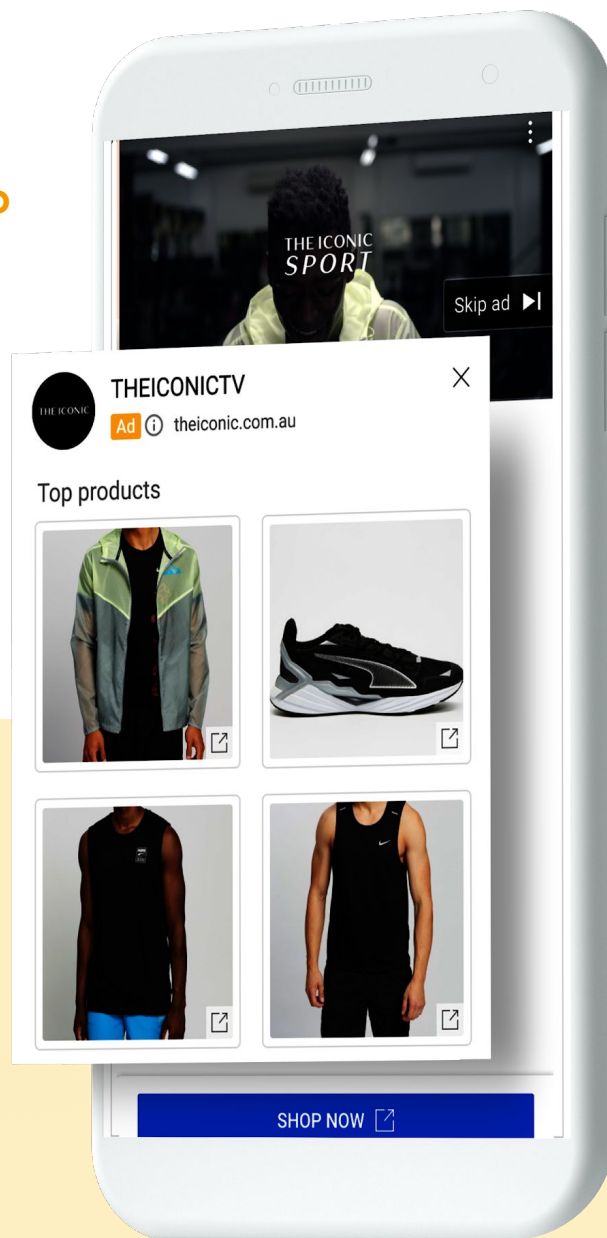 THE ICONIC
SPORT
Skip ad
THEICONICTV
THE ICONIC
Ad theiconic.com.au
Top products
SHOP NOW